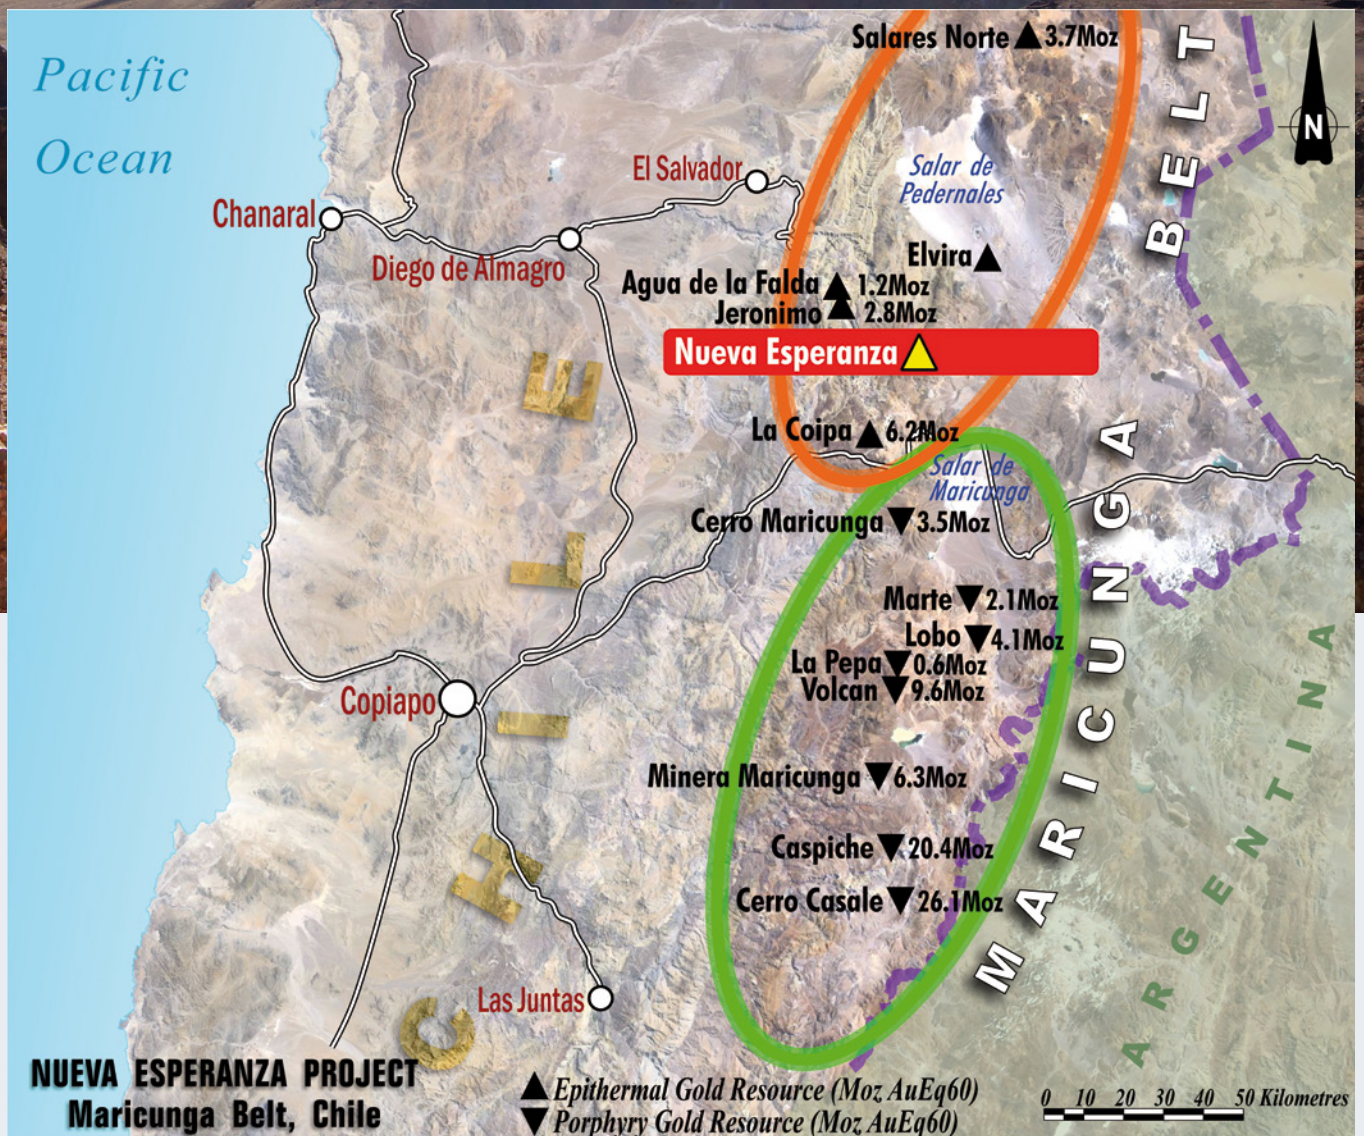 Pacific
Ocean
Salares Norte 3.7Moz
N
Salar de
Pedernales
El Salvador
Chanaral
Diego de Almagro
Elvira
Agua de la Falda 1.2Moz
Jeronimo 2.8Moz
Nueva Esperanza
La Coipa 6.2Moz
Salar de
Maricunga
Cerro Maricunga 3.5Moz
Marte 2.1Moz
Lobo 4.1Moz
La Pepa 0.6Moz
Volcan 9.6Moz
Copiapo
Minera Maricunga 6.3Moz
Caspiche 20.4Moz
Cerro Casale 26.1Moz
Las Juntas
CHILE
MARICUNGA BELT
ARGENTINA
NUEVA ESPERANZA PROJECT
Maricunga Belt, Chile
Epithermal Gold Resource (Moz AuEq60)
Porphyry Gold Resource (Moz AuEq60)
0 10 20 30 40 50 Kilometres